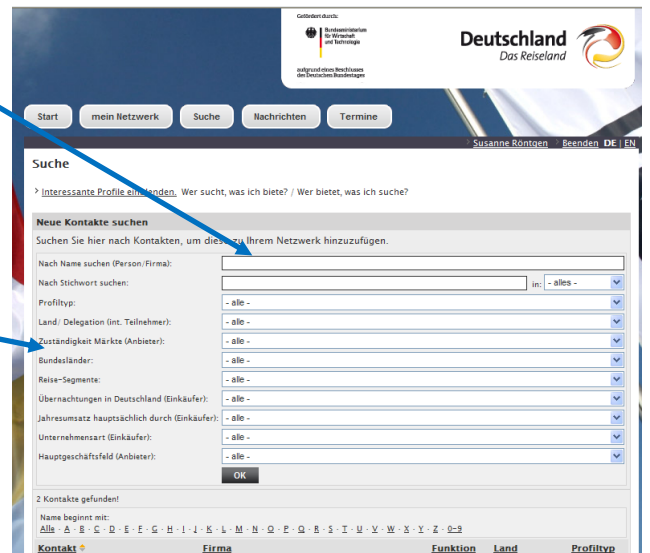 Gefördert durch:
Bundesministerium
für Wirtschaft
und Technologie
aufgrund eines Beschlusses
des Deutschen Bundestages
Deutschland
Das Reiseland
Start mein Netzwerk Suche Nachrichten Termine
Susanne Röntgen > Beenden DE | EN
Suche
> Interessante Profile einblenden. Wer sucht, was ich biete? / Wer bietet, was ich suche?
Neue Kontakte suchen
Suchen Sie hier nach Kontakten, um diese zu Ihrem Netzwerk hinzuzufügen.
Nach Name suchen (Person/Firma):
Nach Stichwort suchen: in: - alles -
Profiltyp: - alle -
Land/ Delegation (int. Teilnehmer): - alle -
Zuständigkeit Märkte (Anbieter): - alle -
Bundesländer: - alle -
Reise-Segmente: - alle -
Übernachtungen in Deutschland (Einkäufer): - alle -
Jahresumsatz hauptsächlich durch (Einkäufer): - alle -
Unternehmensart (Einkäufer): - alle -
Hauptgeschäftsfeld (Anbieter): - alle -
OK
2 Kontakte gefunden!
Name beginnt mit:
Alle · A · B · C · D · E · F · G · H · I · J · K · L · M · N · O · P · Q · R · S · T · U · V · W · X · Y · Z · 0-9
Kontakt Firma Funktion Land Profiltyp